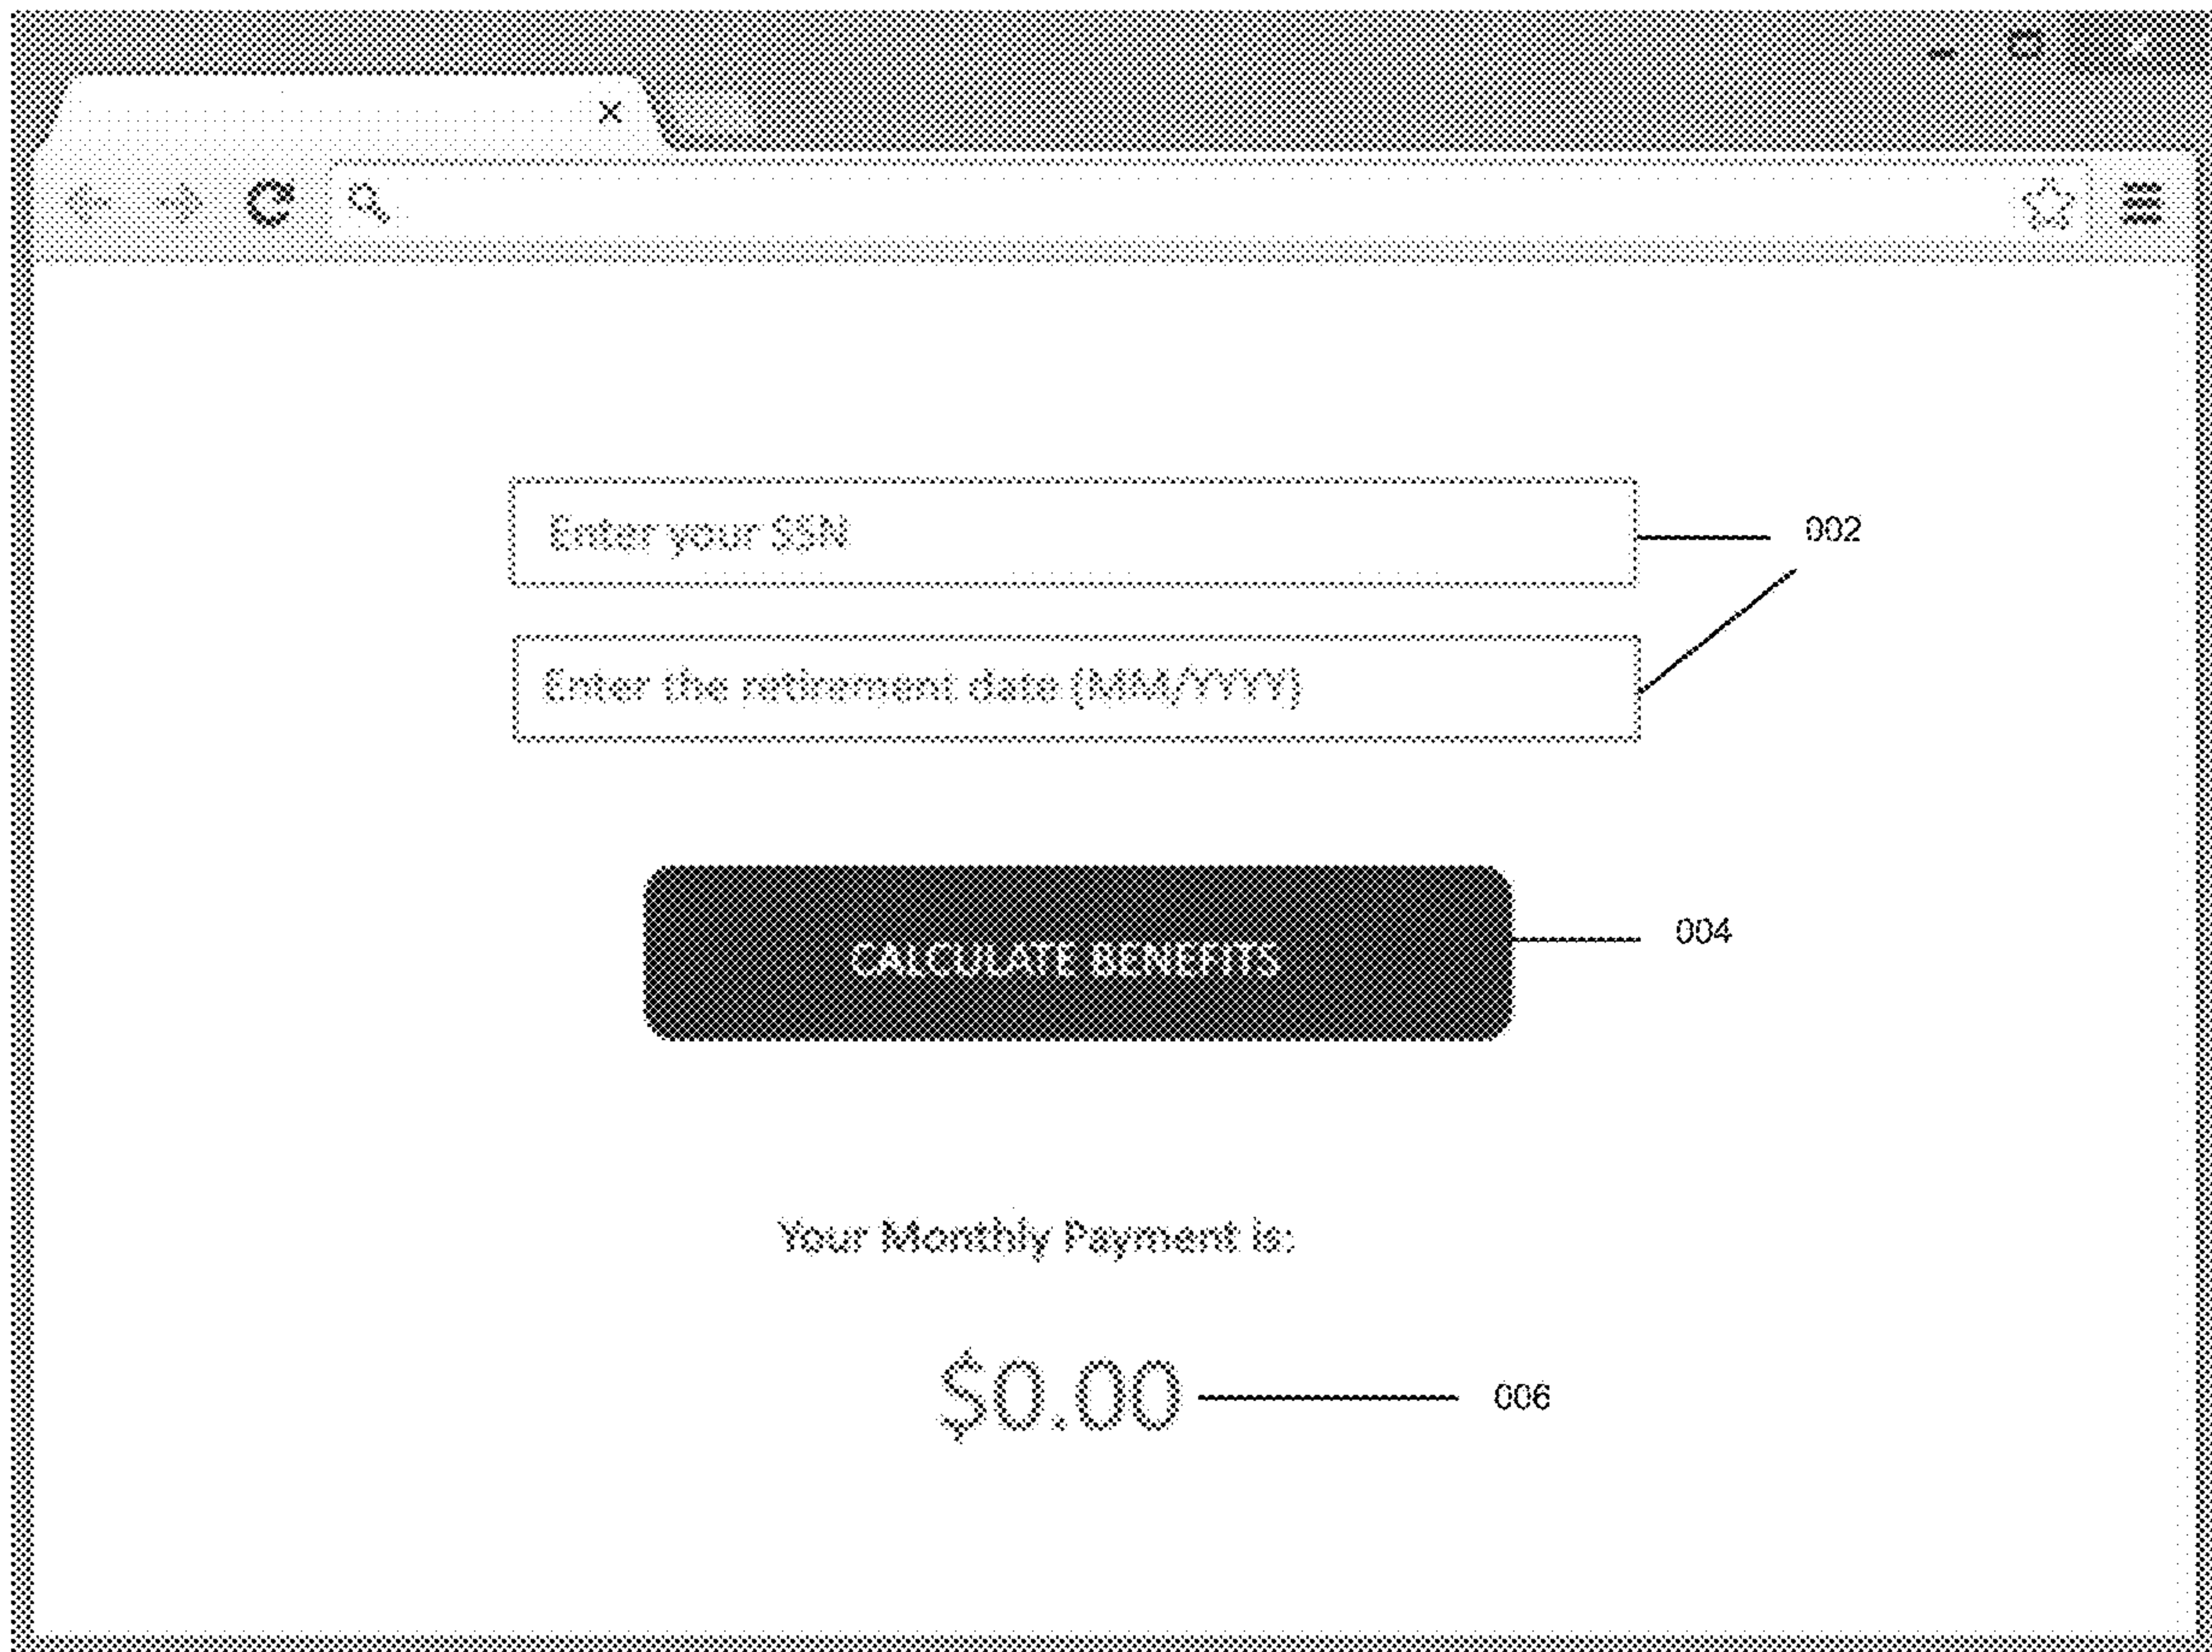 Enter your SSN
002
Enter the retirement date (MM/YYYY)
CALCULATE BENEFITS
004
Your Monthly Payment is:
$0.00
006